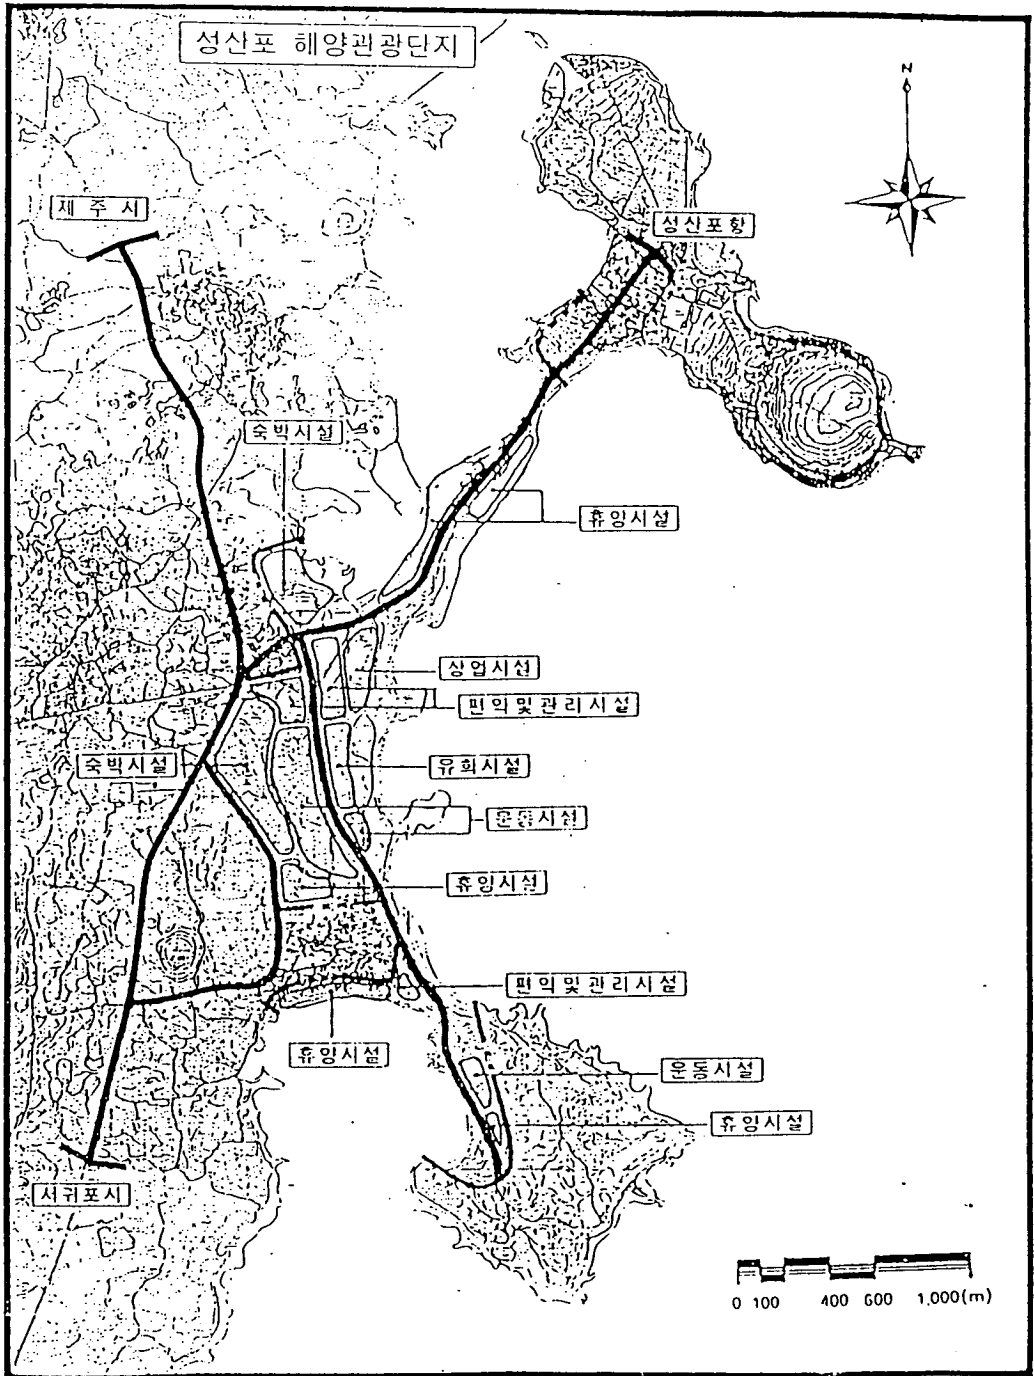 성산포 해양관광단지
N
제주시
성산포항
숙박시설
휴양시설
상업시설
편익및관리시설
숙박시설
유희시설
운동시설
휴양시설
편익및관리시설
휴양시설
운동시설
휴양시설
서귀포시
0 100 400 600 1,000(m)